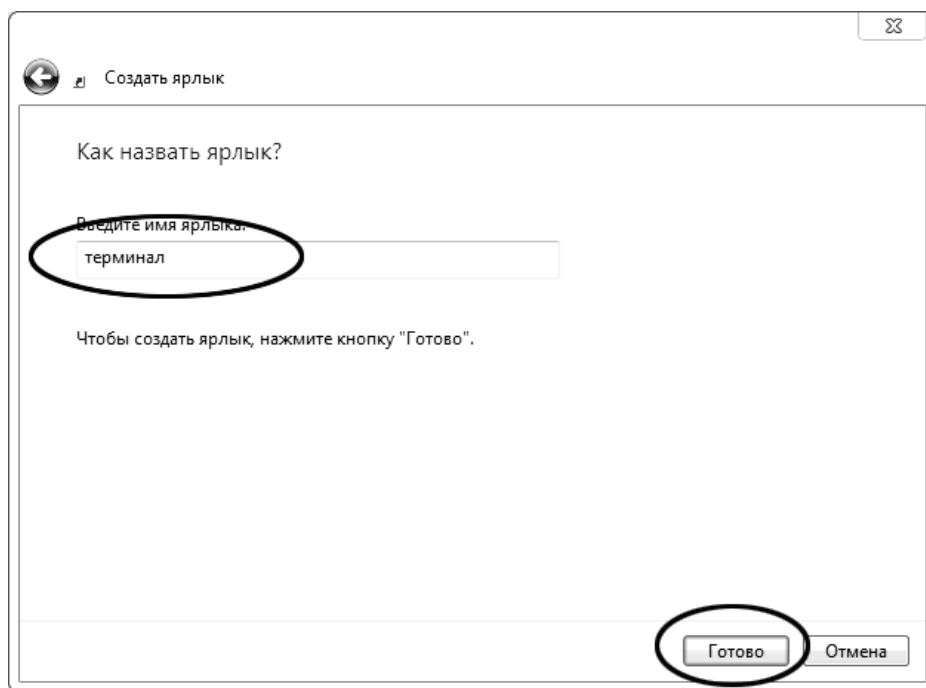 Создать ярлык
Как назвать ярлык?
Введите имя ярлыка:
терминал
Чтобы создать ярлык, нажмите кнопку "Готово".
Готово
Отмена